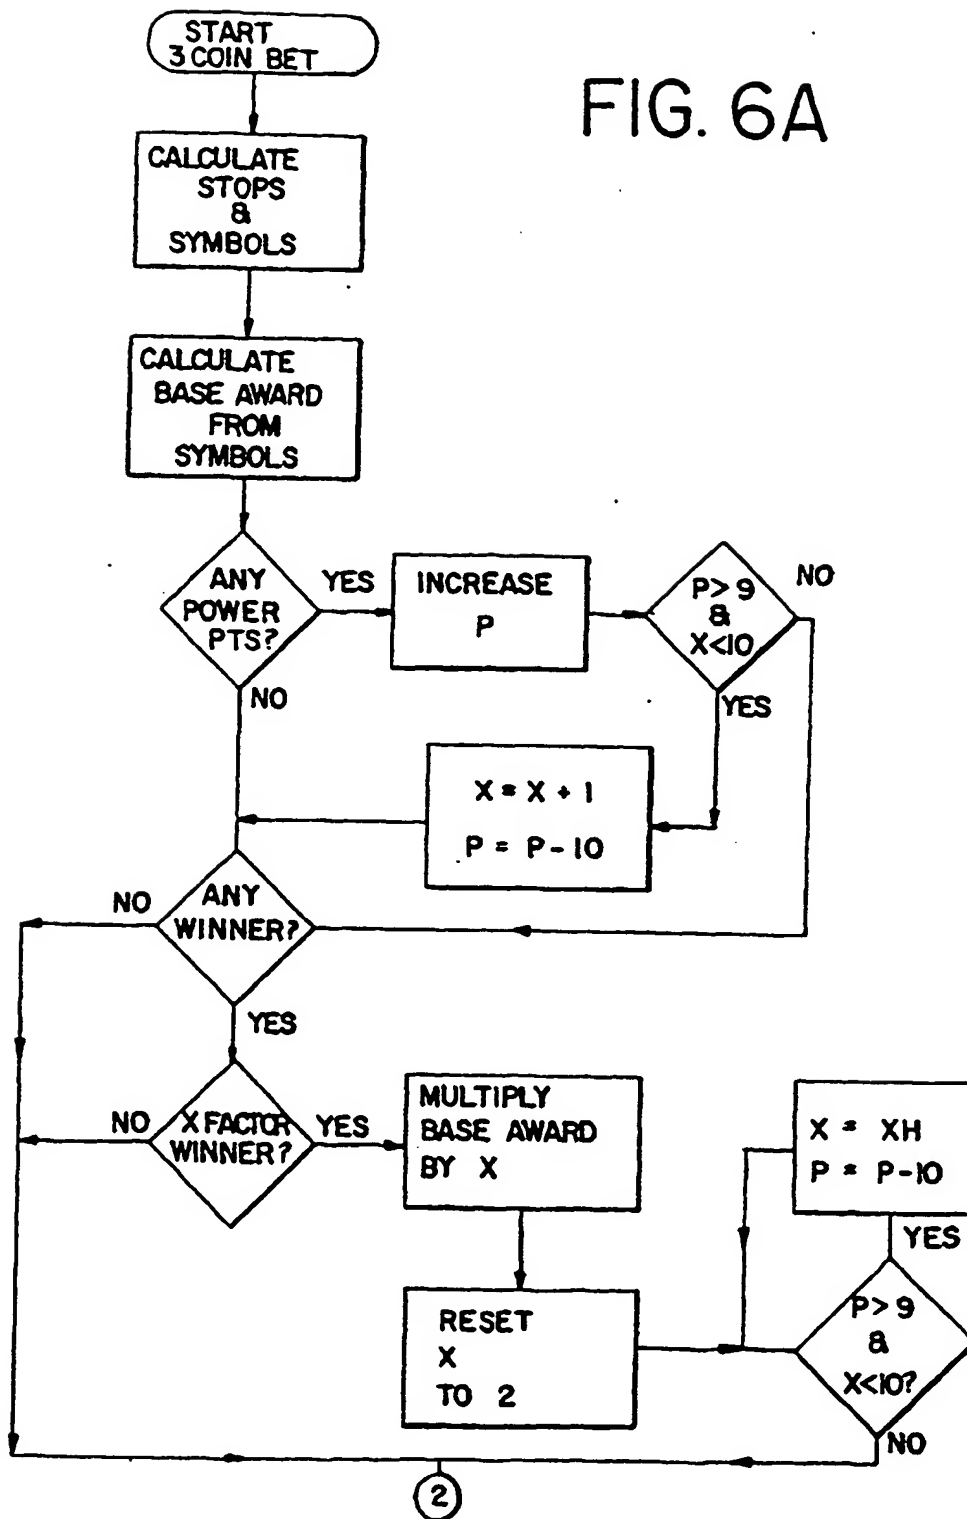 START
3 COIN BET
FIG. 6A
CALCULATE
STOPS
&
SYMBOLS
CALCULATE
BASE AWARD
FROM
SYMBOLS
ANY
POWER
PTS?
YES
NO
INCREASE
P
P > 9
&
X<10
NO
YES
X = X + 1
P = P - 10
ANY
WINNER?
NO
YES
X FACTOR
WINNER?
NO
YES
MULTIPLY
BASE AWARD
BY X
RESET
X
TO 2
X = XH
P = P-10
YES
P > 9
&
X<10?
NO
2